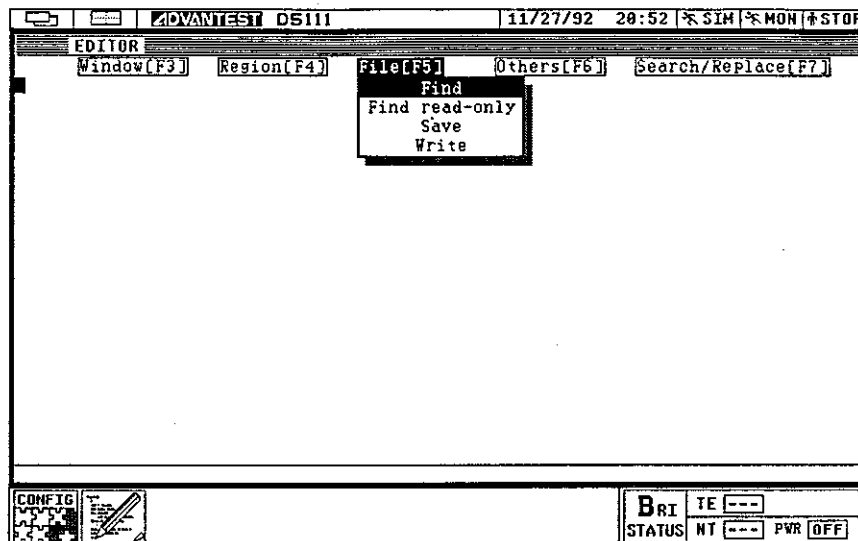 ADVANTEST D5111 11/27/92 20:52 SIM MON STOP
EDITOR
Window[F3] Region[F4] File[F5] Others[F6] Search/Replace[F7]
Find
Find read-only
Save
Write
CONFIG
BRI TE ---
STATUS NT --- PWR OFF